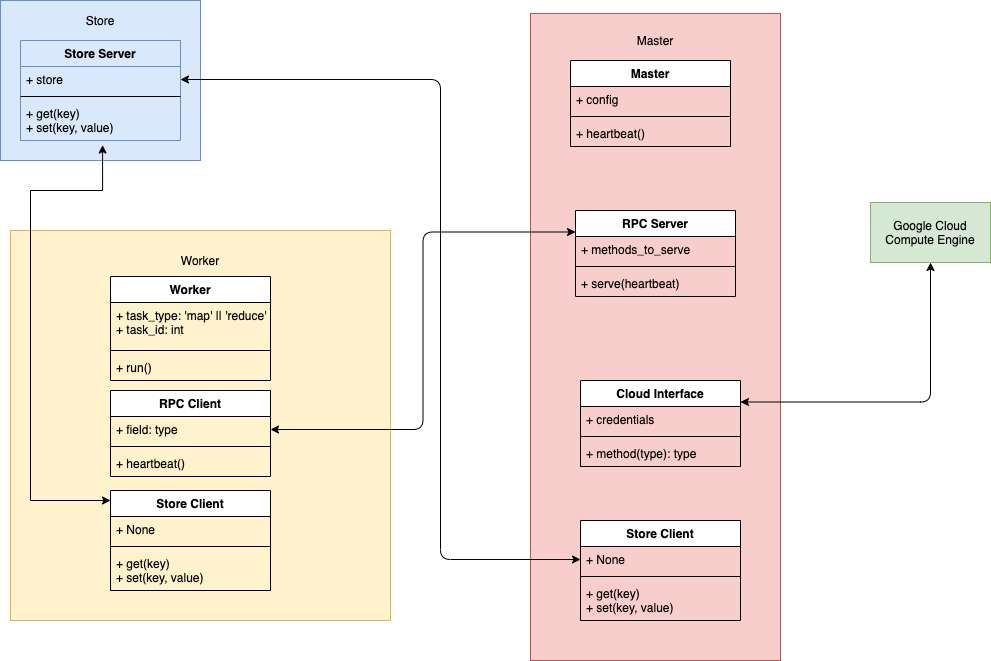 Store
Store Server
+ store
+ get(key)
+ set(key, value)
Worker
Worker
+ task_type: 'map' || 'reduce'
+ task_id: int
+ run()
RPC Client
+ field: type
+ heartbeat()
Store Client
+ None
+ get(key)
+ set(key, value)
Master
Master
+ config
+ heartbeat()
RPC Server
+ methods_to_serve
+ serve(heartbeat)
Cloud Interface
+ credentials
+ method(type): type
Store Client
+ None
+ get(key)
+ set(key, value)
Google Cloud
Compute Engine